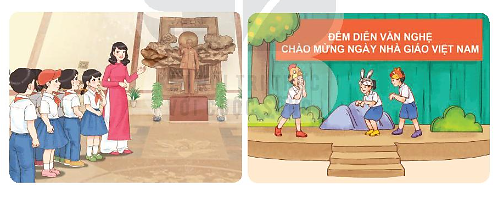 ĐÊM DIỄN VĂN NGHỆ
CHÀO MỪNG NGÀY NHÀ GIÁO VIỆT NAM